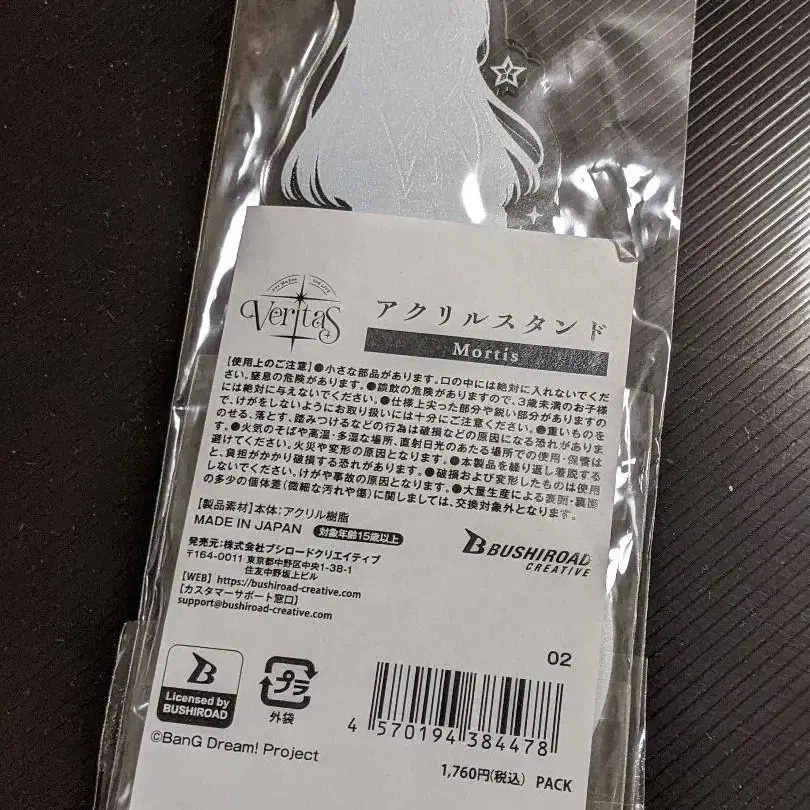 Ave Mujica 3rd LIVE
Veritas
アクリルスタンド
Mortis
【使用上のご注意】●小さな部品があります。口の中には絶対に入れないでくだ
さい。窒息の危険があります。●誤飲の危険がありますので、3歳未満のお子様
には絶対に与えないでください。●仕様上尖った部分や鋭い部分がありますの
で、けがをしないようにお取り扱いには十分にご注意ください。●重いものを
のせる、落とす、踏みつけるなどの行為は破損などの原因になる恐れがありま
す。●火気のそばや高温・多湿な場所、直射日光のあたる場所での使用・保管は
避けてください。火災や変形の原因となります。●本製品を繰り返し着脱する
と、負担がかかり破損する恐れがあります。●破損および変形したものは使用
しないでください。けがや事故の原因となります。●大量生産による表面・裏面
の多少の個体差(微細な汚れや傷)に関しましては、交換対象外となります。
【製品素材】本体:アクリル樹脂
MADE IN JAPAN 対象年齢15歳以上
発売元:株式会社ブシロードクリエイティブ
〒164-0011 東京都中野区中央1-38-1
住友中野坂上ビル
【WEB】https://bushiroad-creative.com
【カスタマーサポート窓口】
support@bushiroad-creative.com
BUSHIROAD
CREATIVE
02
B
Licensed by
BUSHIROAD
プラ
外袋
4 570194 384478
©BanG Dream! Project
1,760円(税込) PACK